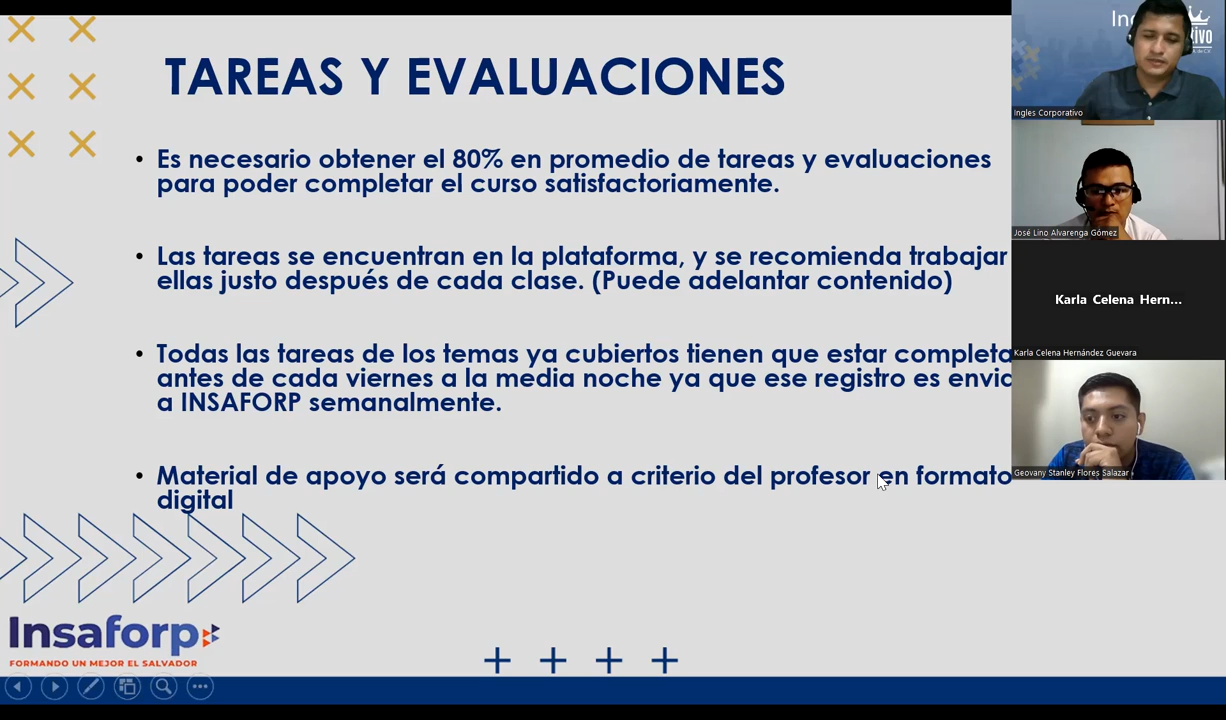 TAREAS Y EVALUACIONES
• Es necesario obtener el 80% en promedio de tareas y evaluaciones
para poder completar el curso satisfactoriamente.
• Las tareas se encuentran en la plataforma, y se recomienda trabajar
ellas justo después de cada clase. (Puede adelantar contenido)
• Todas las tareas de los temas ya cubiertos tienen que estar completa
antes de cada viernes a la media noche ya que ese registro es envia
a INSAFORP semanalmente.
• Material de apoyo será compartido a criterio del profesor en formato
digital
Insaforp
FORMANDO UN MEJOR EL SALVADOR
Ingles Corporativo
José Lino Alvarenga Gómez
Karla Celena Hern...
Karla Celena Hernández Guevara
Geovany Stanley Flores Salazar